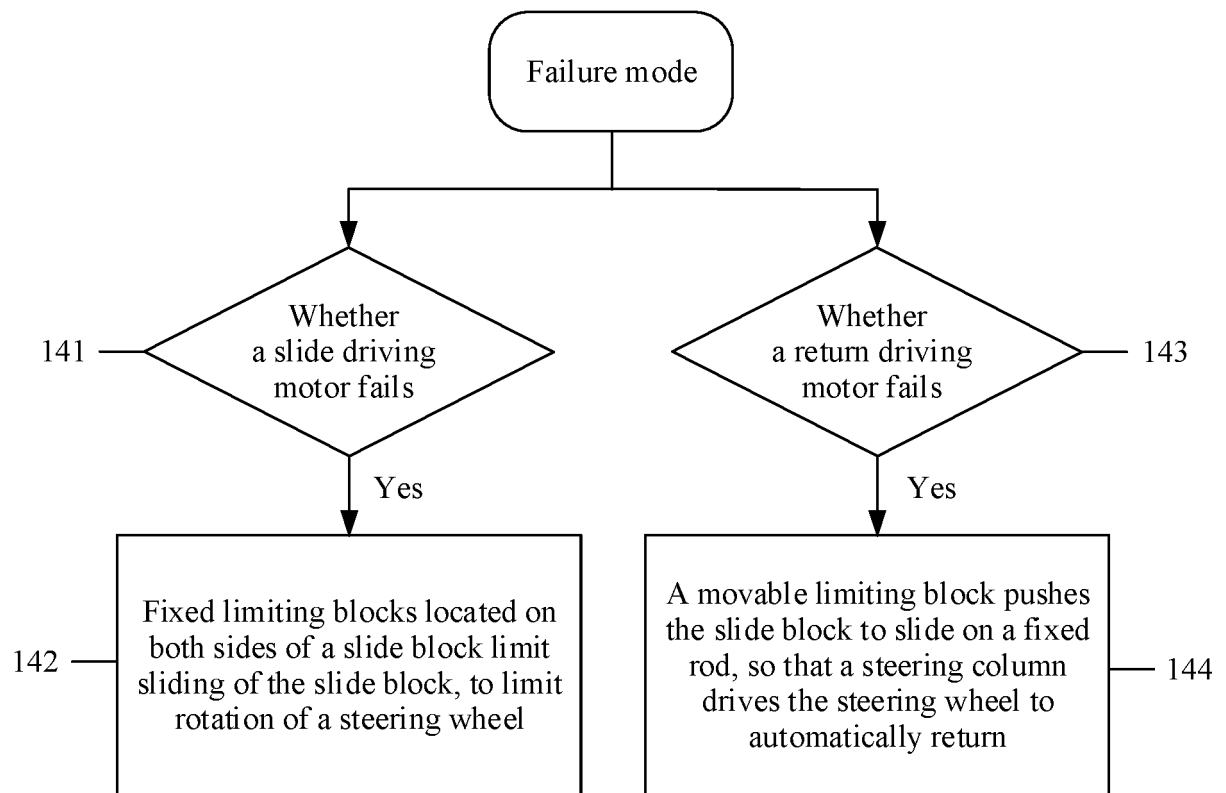 Failure mode
Whether
a slide driving
motor fails
141
Whether
a return driving
motor fails
143
Yes
Yes
Fixed limiting blocks located on
both sides of a slide block limit
sliding of the slide block, to limit
rotation of a steering wheel
142
A movable limiting block pushes
the slide block to slide on a fixed
rod, so that a steering column
drives the steering wheel to
automatically return
144